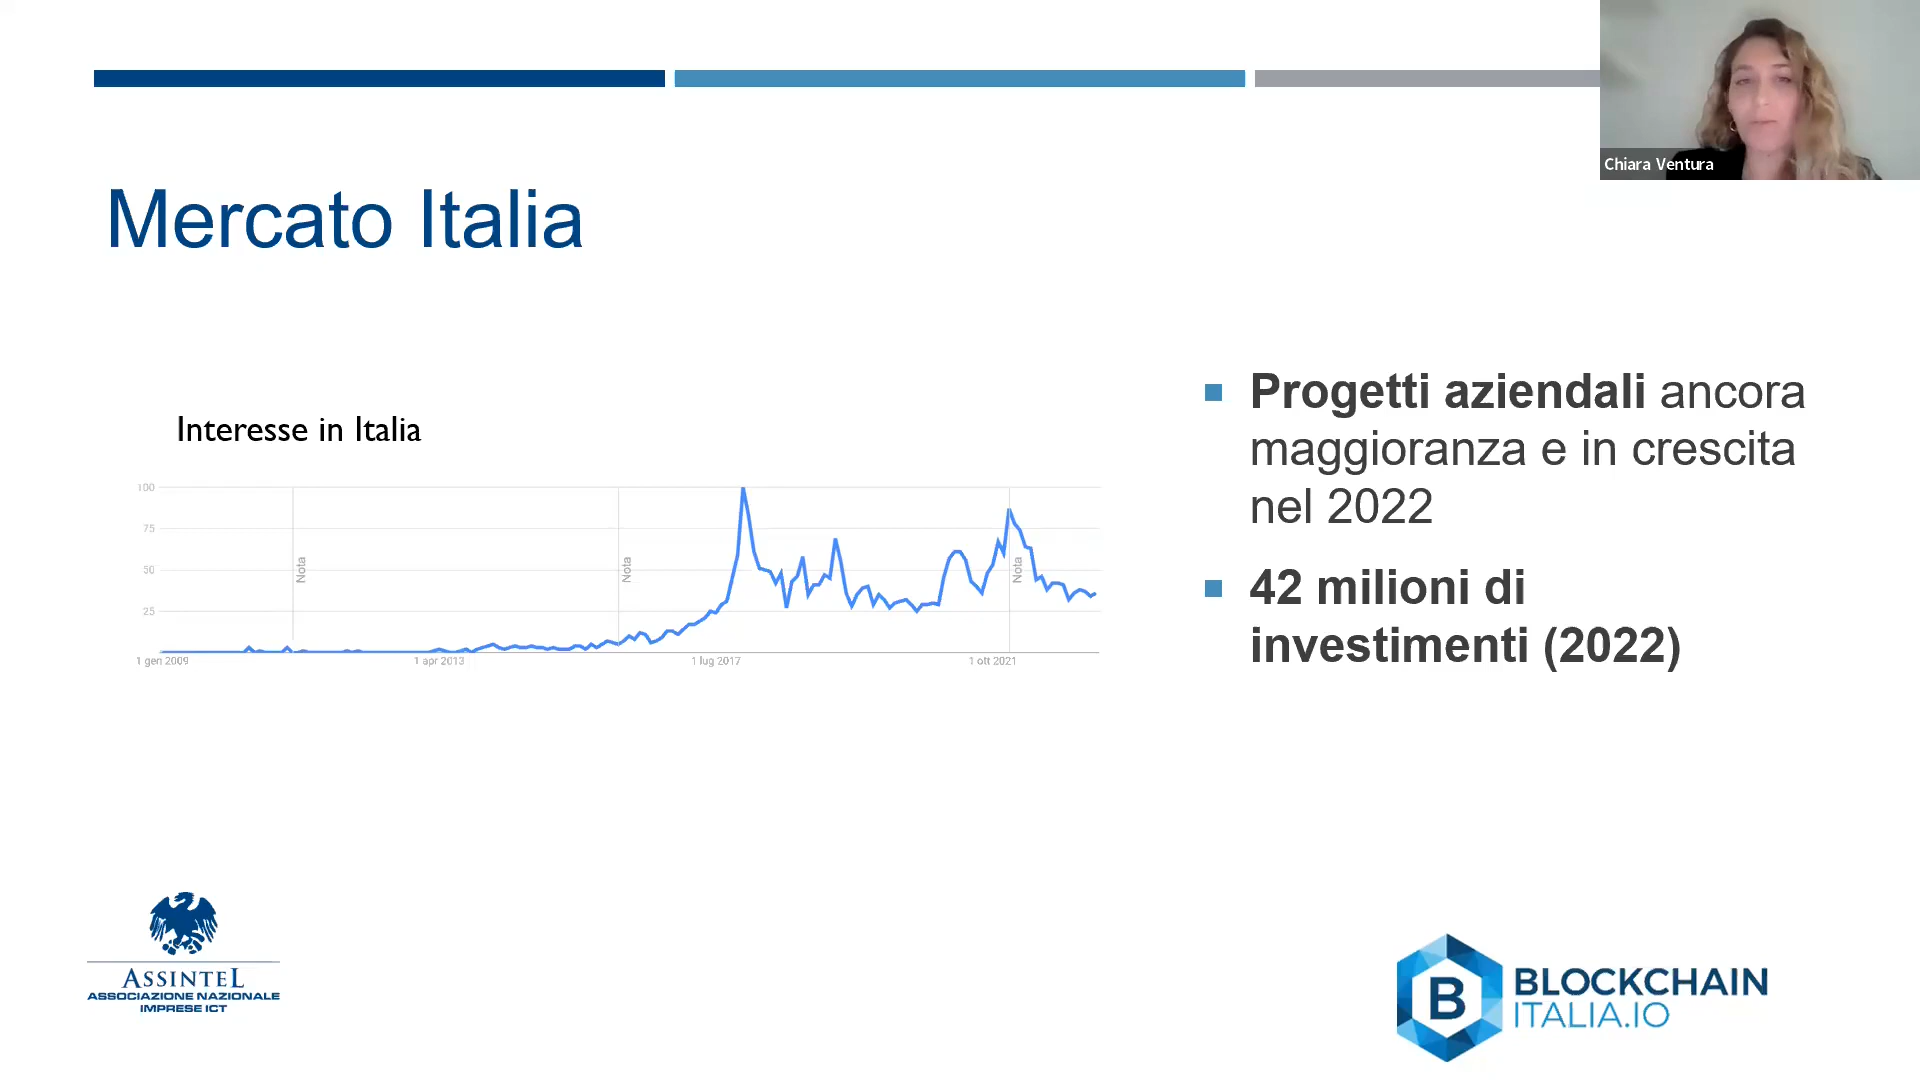 Chiara Ventura
Mercato Italia
Interesse in Italia
100
75
50
25
Nota
Nota
Nota
1 gen 2009
1 apr 2013
1 lug 2017
1 ott 2021
Progetti aziendali ancora
maggioranza e in crescita
nel 2022
42 milioni di
investimenti (2022)
ASSINTEL
ASSOCIAZIONE NAZIONALE
IMPRESE ICT
B
BLOCKCHAIN
ITALIA.IO